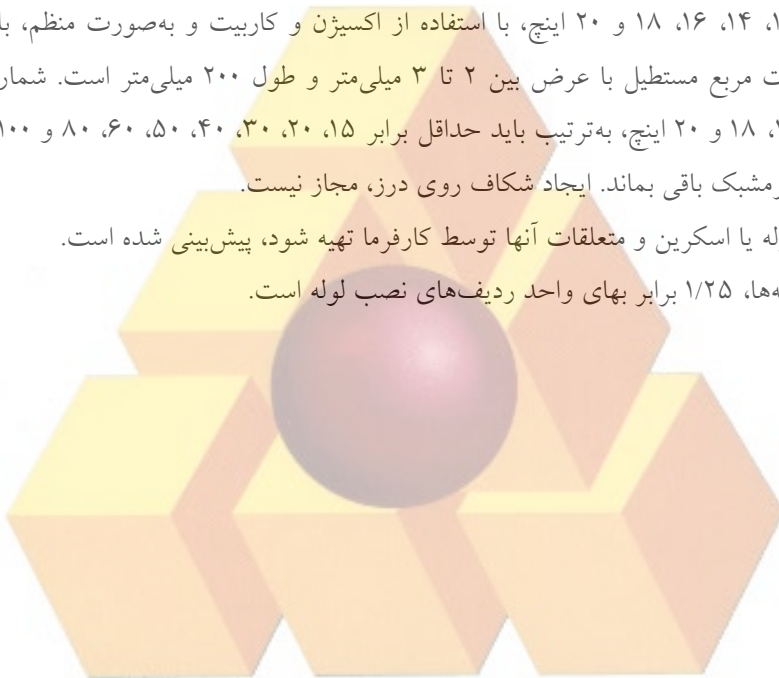 ، ۱۴، ۱۶، ۱۸ و ۲۰ اینچ، با استفاده از اکسیژن و کاربیت و به‌صورت منظم، با
ت مربع مستطیل با عرض بین ۲ تا ۳ میلی‌متر و طول ۲۰۰ میلی‌متر است. شمار
، ۱۸ و ۲۰ اینچ، به‌ترتیب باید حداقل برابر ۱۵، ۲۰، ۳۰، ۴۰، ۵۰، ۶۰، ۸۰ و ۱۰۰
رمشبک باقی بماند. ایجاد شکاف روی درز، مجاز نیست.
وله یا اسکرین و متعلقات آنها توسط کارفرما تهیه شود، پیش‌بینی شده است.
ه‌ها، ۱/۲۵ برابر بهای واحد ردیف‌های نصب لوله است.